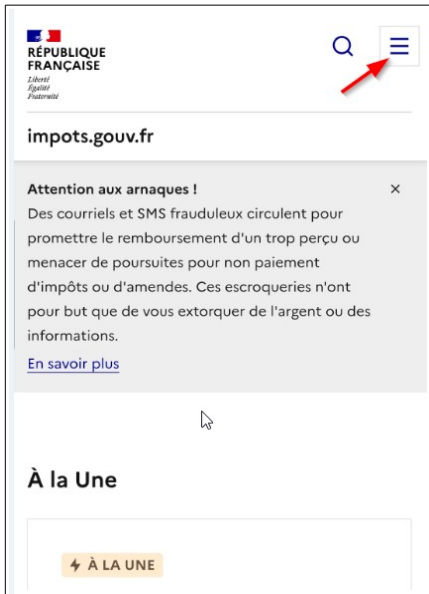 RÉPUBLIQUE
FRANÇAISE
Liberté
Égalité
Fraternité
impots.gouv.fr
Attention aux arnaques !
Des courriels et SMS frauduleux circulent pour
promettre le remboursement d'un trop perçu ou
menacer de poursuites pour non paiement
d'impôts ou d'amendes. Ces escroqueries n'ont
pour but que de vous extorquer de l'argent ou des
informations.
En savoir plus
À la Une
À LA UNE